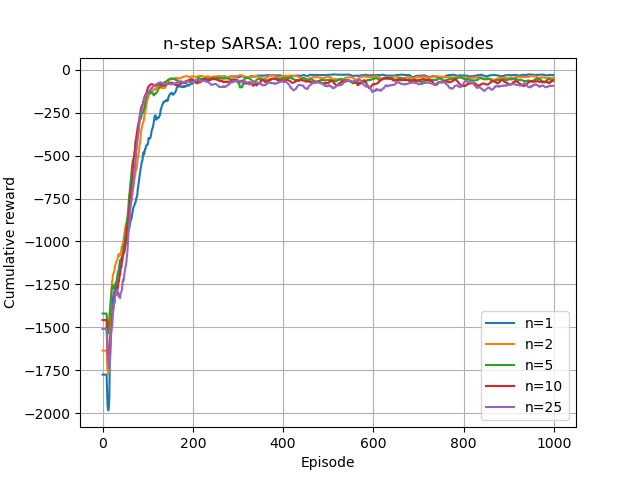 n-step SARSA: 100 reps, 1000 episodes
Cumulative reward
0
−250
−500
−750
−1000
−1250
−1500
−1750
−2000
n=1
n=2
n=5
n=10
n=25
0
200
400
600
800
1000
Episode